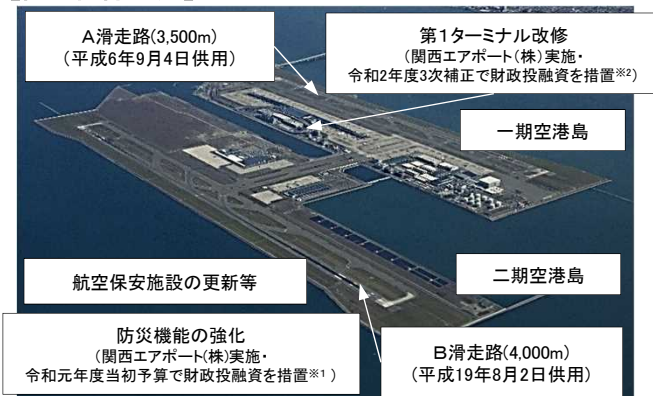 A滑走路(3,500m)
(平成6年9月4日供用)
第1ターミナル改修
(関西エアポート(株)実施・
令和2年度3次補正で財政投融資を措置※2)
一期空港島
航空保安施設の更新等
二期空港島
防災機能の強化
(関西エアポート(株)実施・
令和元年度当初予算で財政投融資を措置※1)
B滑走路(4,000m)
(平成19年8月2日供用)